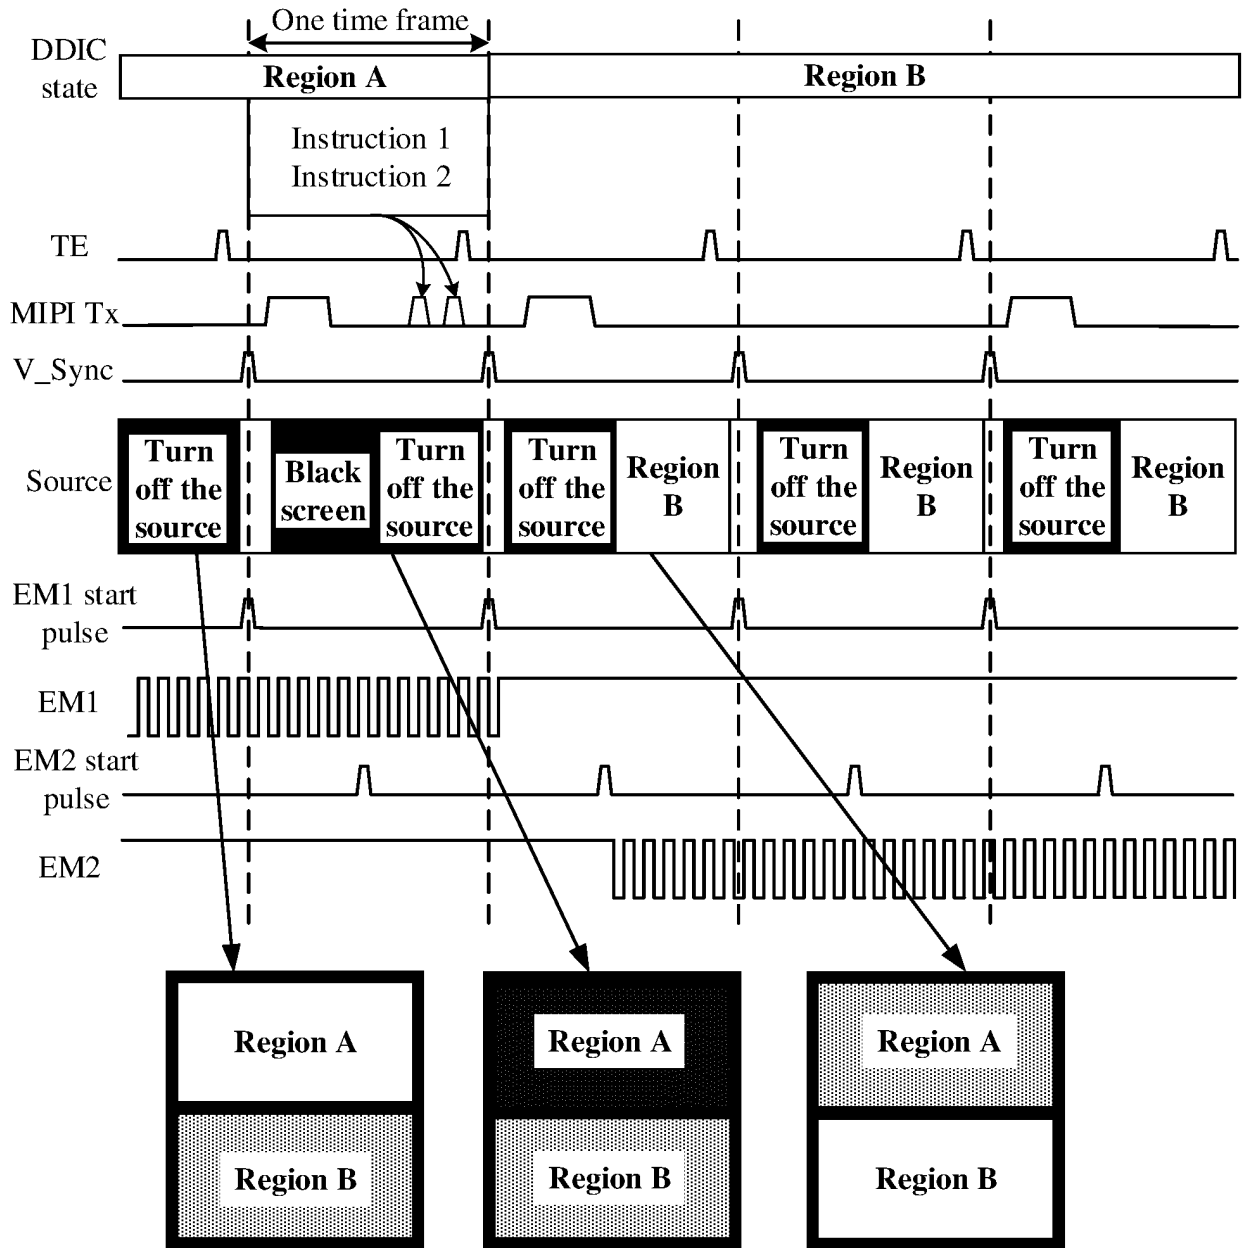 One time frame
DDIC
state
Region A
Region B
Instruction 1
Instruction 2
TE
MIPI Tx
V_Sync
Source
Turn
off the
source
Black
screen
Turn
off the
source
Turn
off the
source
Region
B
Turn
off the
source
Region
B
Turn
off the
source
Region
B
EM1 start
pulse
EM1
EM2 start
pulse
EM2
Region A
Region B
Region A
Region B
Region A
Region B